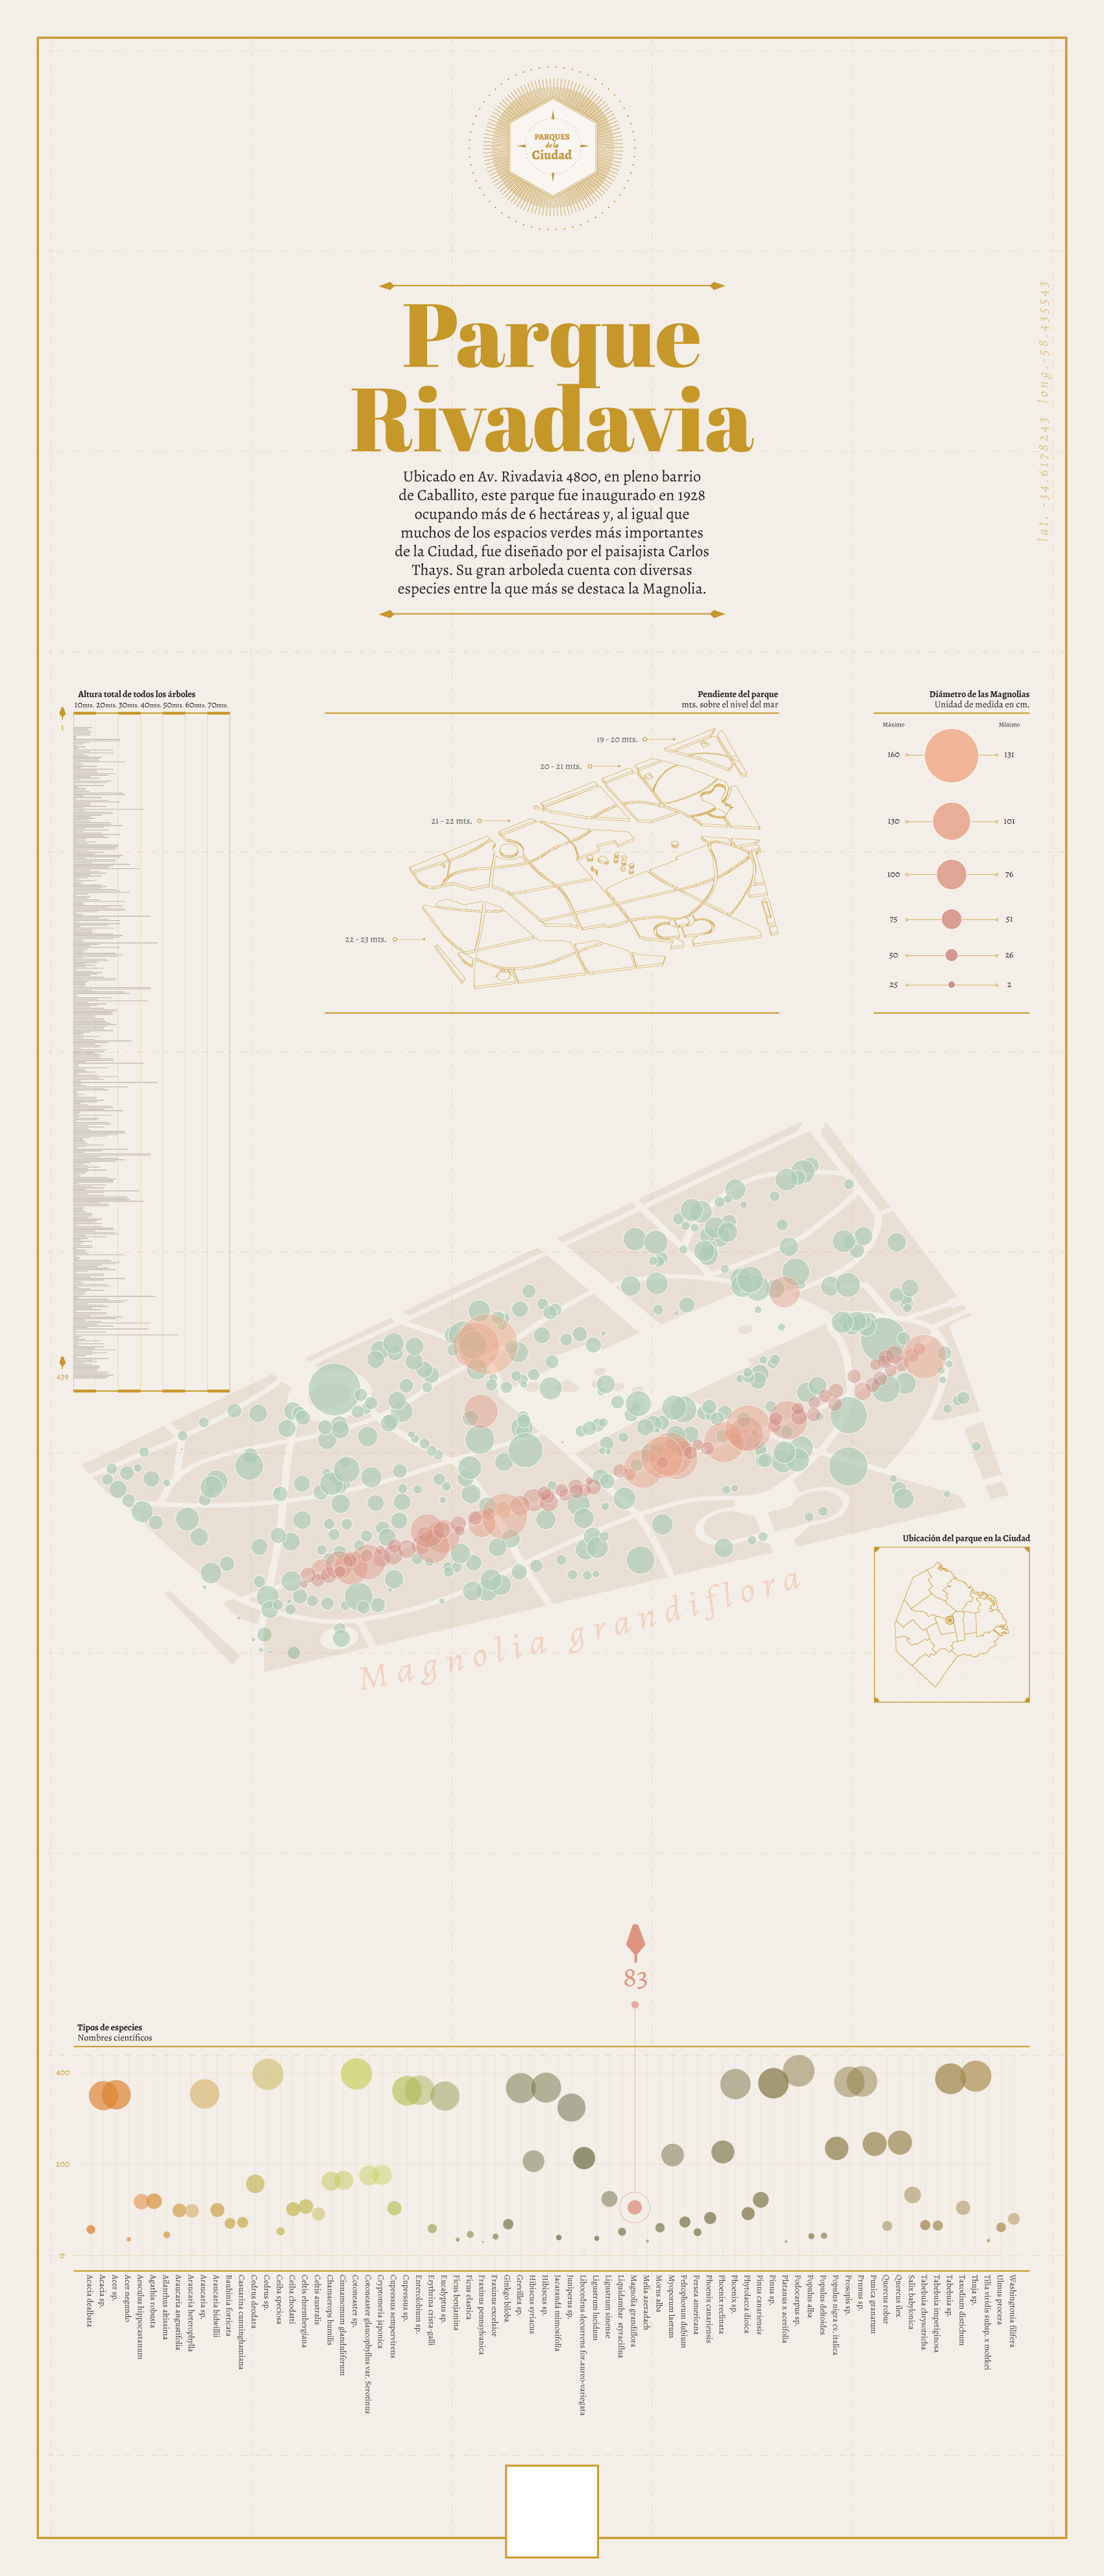 PARQUES
de la
Ciudad
Parque
Rivadavia
lat. -34.6178243 long.-58.435543
Ubicado en Av. Rivadavia 4800, en pleno barrio
de Caballito, este parque fue inaugurado en 1928
ocupando más de 6 hectáreas y, al igual que
muchos de los espacios verdes más importantes
de la Ciudad, fue diseñado por el paisajista Carlos
Thays. Su gran arboleda cuenta con diversas
especies entre la que más se destaca la Magnolia.
Altura total de todos los árboles
10mts. 20mts. 30mts. 40mts. 50mts. 60mts. 70mts.
1
439
Pendiente del parque
mts. sobre el nivel del mar
19 - 20 mts.
20 - 21 mts.
21 - 22 mts.
22 - 23 mts.
Diámetro de las Magnolias
Unidad de medida en cm.
Máximo Mínimo
160 131
130 101
100 76
75 51
50 26
25 2
Magnolia grandiflora
Ubicación del parque en la Ciudad
83
Tipos de especies
Nombres científicos
400
200
0
Acacia dealbata
Acacia sp.
Acer sp.
Acer negundo
Aesculus hippocastanum
Agathis robusta
Ailanthus altissima
Araucaria angustifolia
Araucaria heterophylla
Araucaria sp.
Araucaria bidwillii
Bauhinia forticata
Casuarina cunninghamiana
Cedrus deodara
Cedrus sp.
Ceiba speciosa
Ceiba chodatti
Celtis ehrenbergiana
Celtis australis
Chamaerops humilis
Cinnamomum glanduliferum
Cotoneaster sp.
Cotoneaster glaucophyllus var. Serotinus
Cryptomeria japonica
Cupressus sempervirens
Cupressus sp.
Enterolobium sp.
Erythrina crista-galli
Eucalyptus sp.
Ficus benjamina
Ficus elastica
Fraxinus pennsylvanica
Fraxinus excelsior
Ginkgo biloba
Grevillea sp.
Hibiscus syriacus
Hibiscus sp.
Jacarandá mimosifolia
Juniperus sp.
Libocedrus decurrens for.aureo-variegata
Ligustrum lucidum
Ligustrum sinense
Liquidambar styraciflua
Magnolia grandiflora
Melia azedarach
Morus alba
Myoporum laetum
Peltophorum dubium
Persea americana
Phoenix canariensis
Phoenix reclinata
Phoenix sp.
Phytolacca dioica
Pinus canariensis
Pinus sp.
Platanus x acerifolia
Podocarpus sp.
Populus alba
Populus deltoides
Populus nigra cv. italica
Prosopis sp.
Prunus sp.
Punica granatum
Quercus robur
Quercus ilex
Salix babylonica
Tabebuia chrysotricha
Tabebuia impetiginosa
Tabebuia sp.
Taxodium distichum
Thuja sp.
Tilia viridis subsp. x moltkei
Ulmus procera
Washingtonia filifera